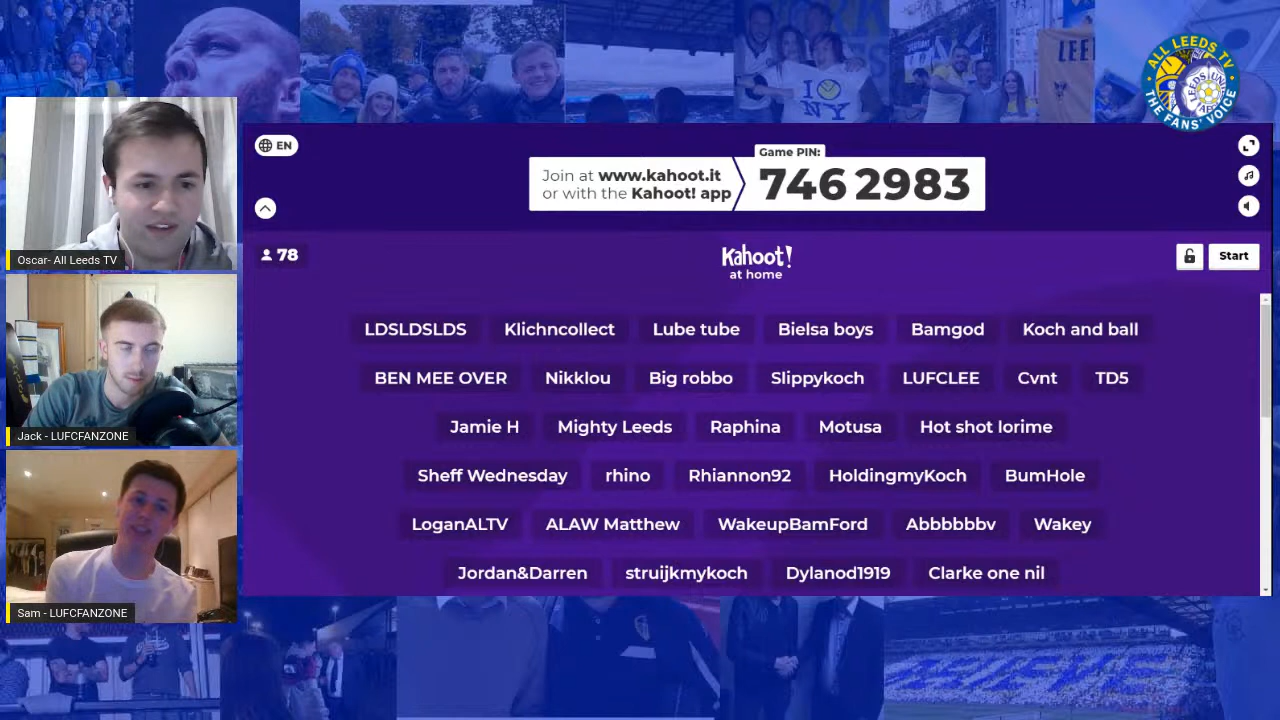 ALL LEEDS TV
THE FANS' VOICE
I
NY
LEE
EN
Game PIN:
Join at www.kahoot.it
or with the Kahoot! app
746 2983
78
Kahoot!
at home
Start
Oscar- All Leeds TV
Jack - LUFCFANZONE
Sam - LUFCFANZONE
LDSLDSLDS Klichncollect Lube tube Bielsa boys Bamgod Koch and ball
BEN MEE OVER Nikklou Big robbo Slippykoch LUFCLEE Cvnt TD5
Jamie H Mighty Leeds Raphina Motusa Hot shot lorime
Sheff Wednesday rhino Rhiannon92 HoldingmyKoch BumHole
LoganALTV ALAW Matthew WakeupBamFord Abbbbbbv Wakey
Jordan&Darren struijkmykoch Dylanod1919 Clarke one nil